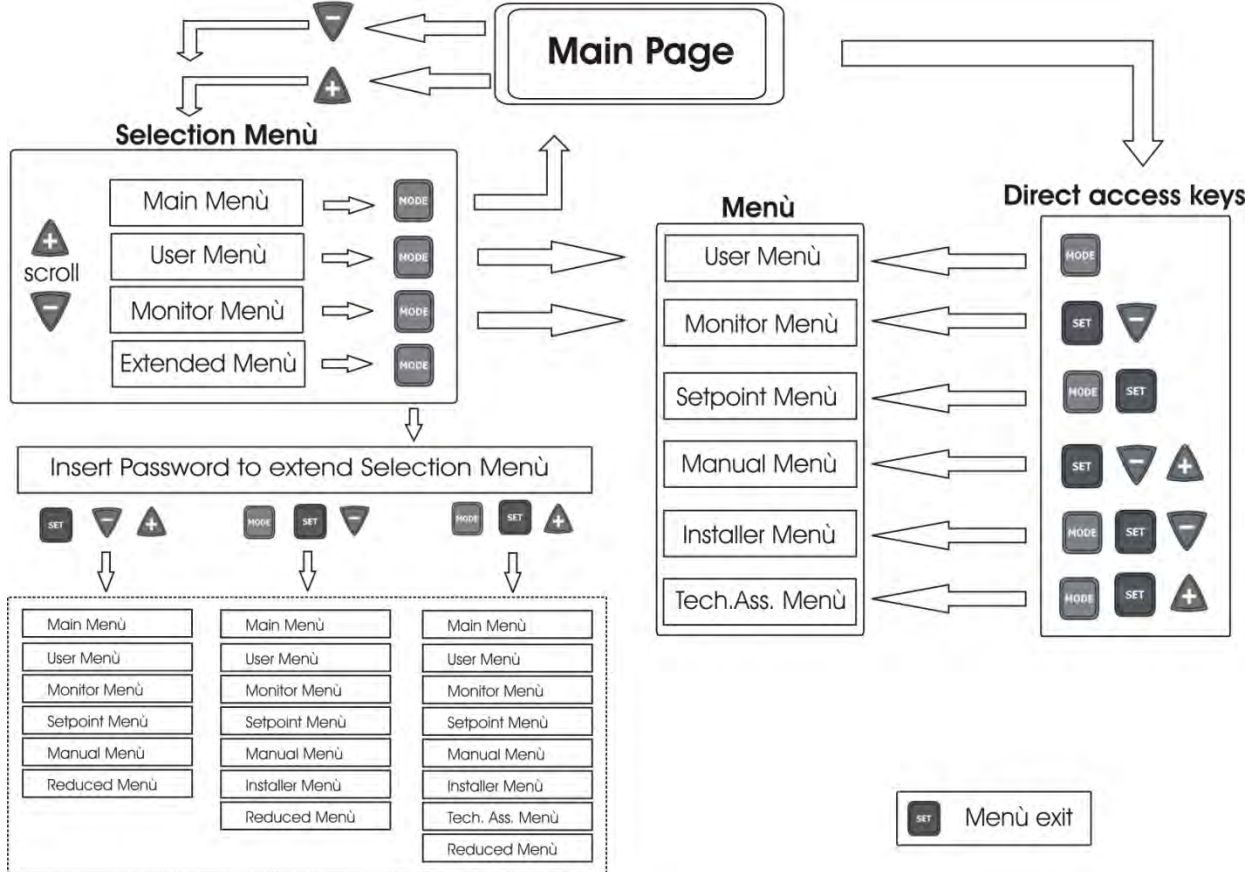 Main Page
Selection Menù
Main Menù
MODE
User Menù
MODE
scroll
Monitor Menù
MODE
Extended Menù
MODE
Insert Password to extend Selection Menù
SET
MODE SET
MODE SET
Main Menù
User Menù
Monitor Menù
Setpoint Menù
Manual Menù
Reduced Menù
Main Menù
User Menù
Monitor Menù
Setpoint Menù
Manual Menù
Installer Menù
Reduced Menù
Main Menù
User Menù
Monitor Menù
Setpoint Menù
Manual Menù
Installer Menù
Tech. Ass. Menù
Reduced Menù
Menù
User Menù
Monitor Menù
Setpoint Menù
Manual Menù
Installer Menù
Tech.Ass. Menù
Direct access keys
MODE
SET
MODE SET
SET
MODE SET
MODE SET
SET Menù exit